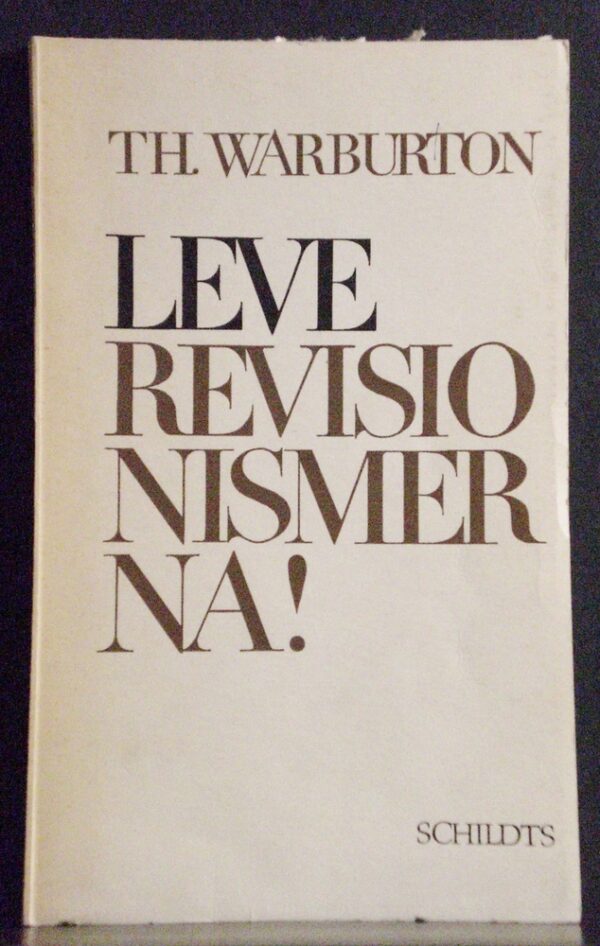 TH. WARBURTON
LEVE
REVISIO
NISMER
NA!
SCHILDTS